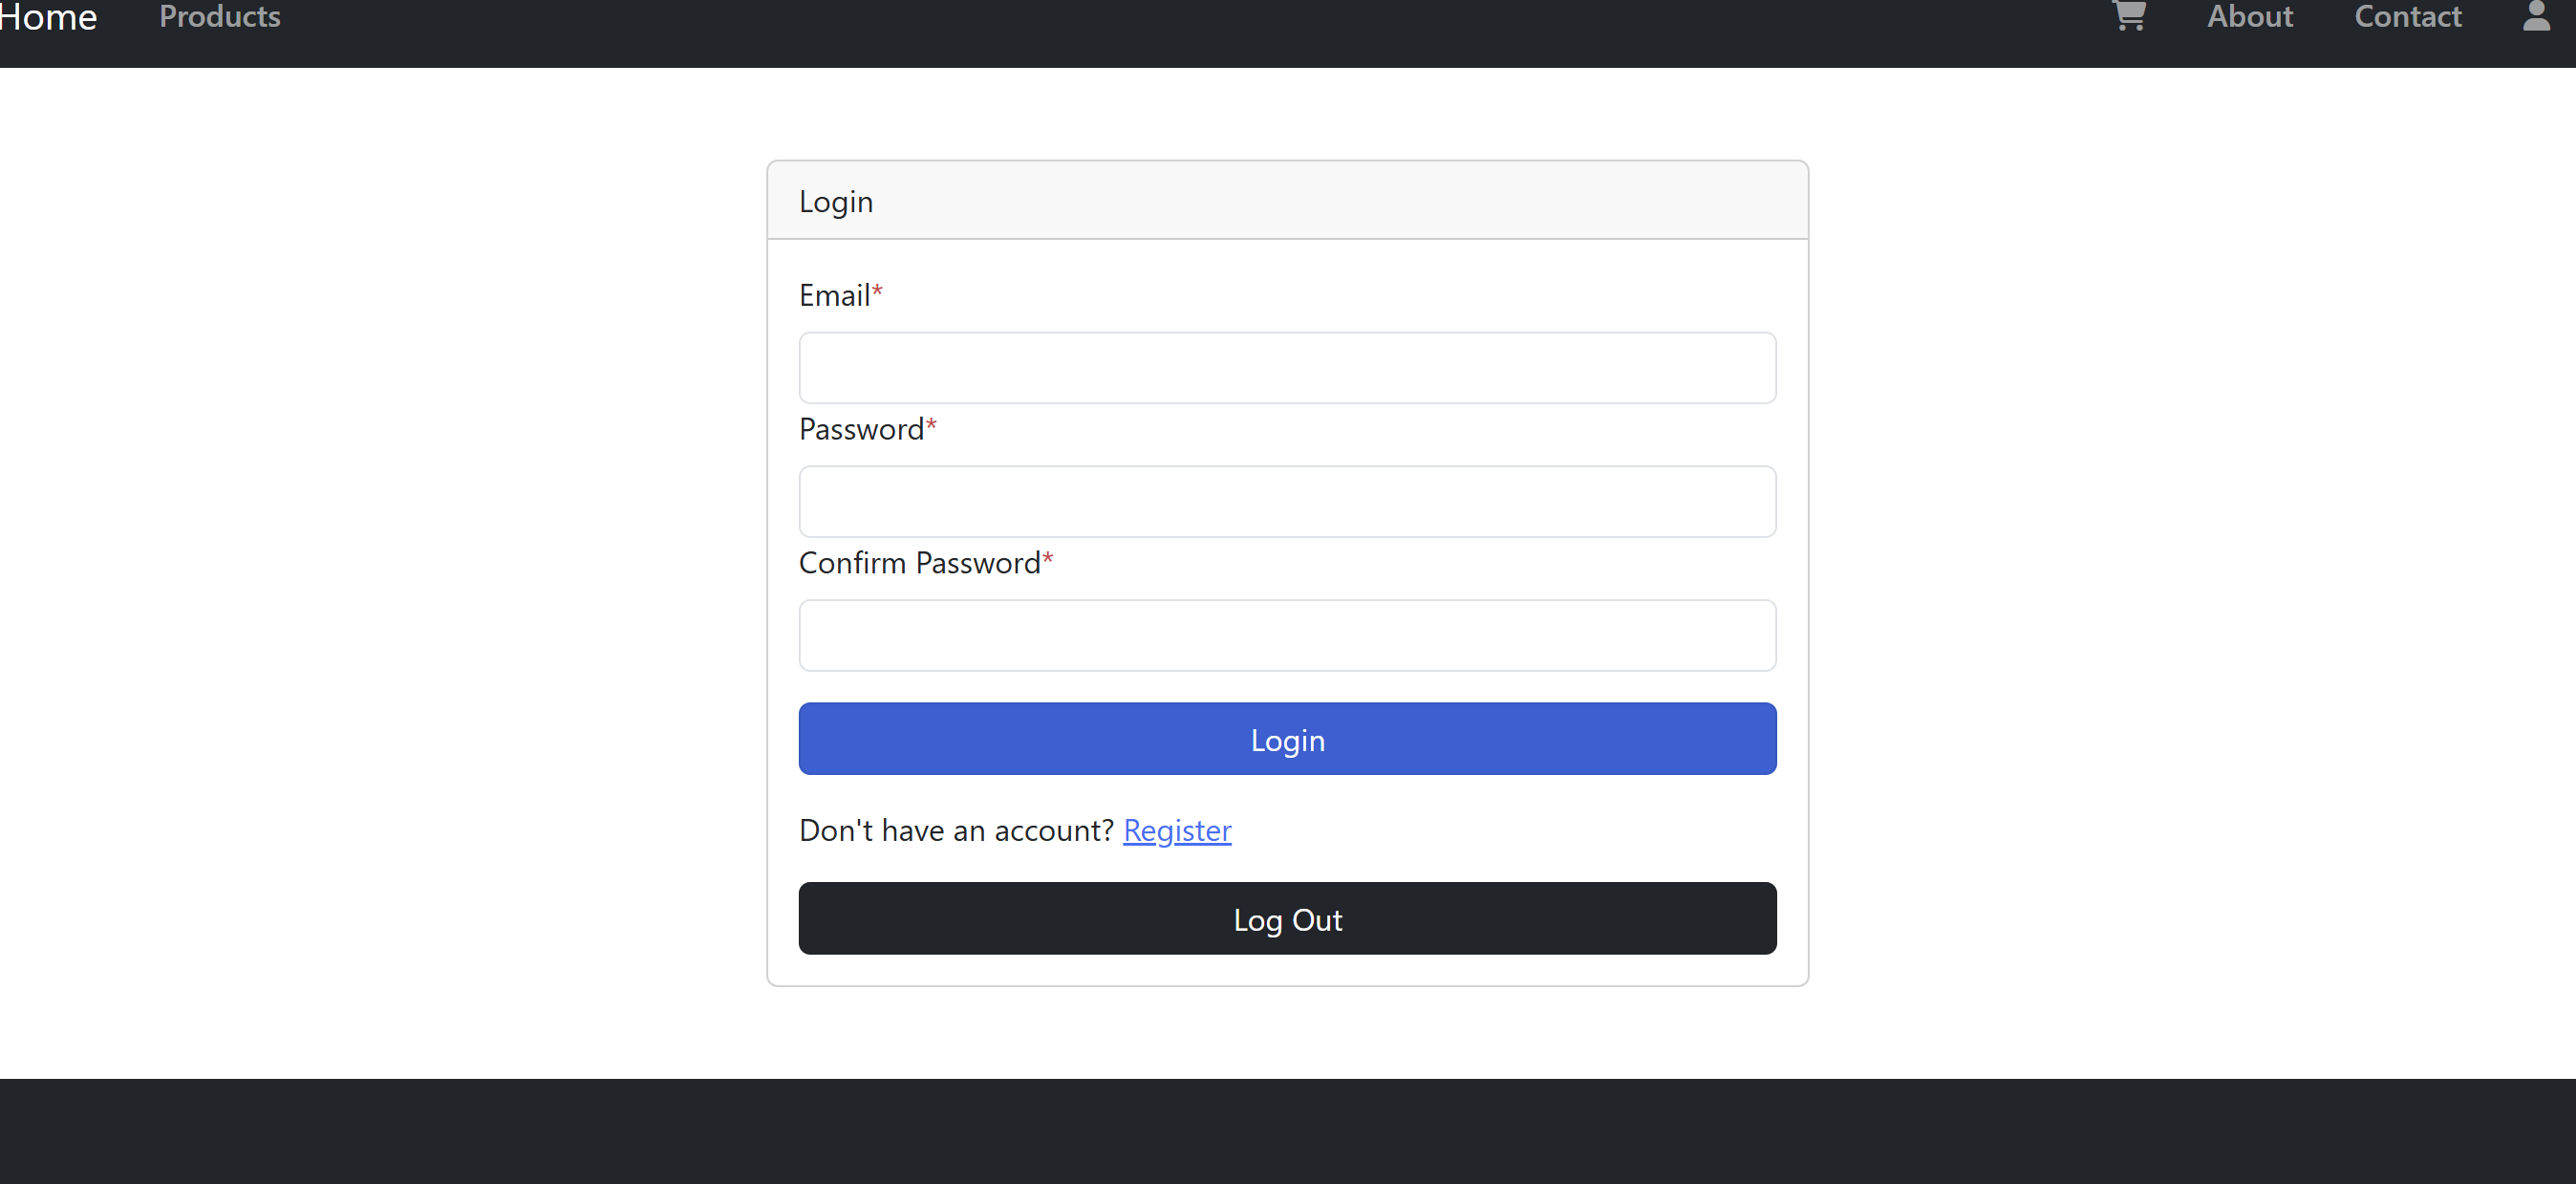 Home Products About Contact
Login
Email*
Password*
Confirm Password*
Login
Don't have an account? Register
Log Out